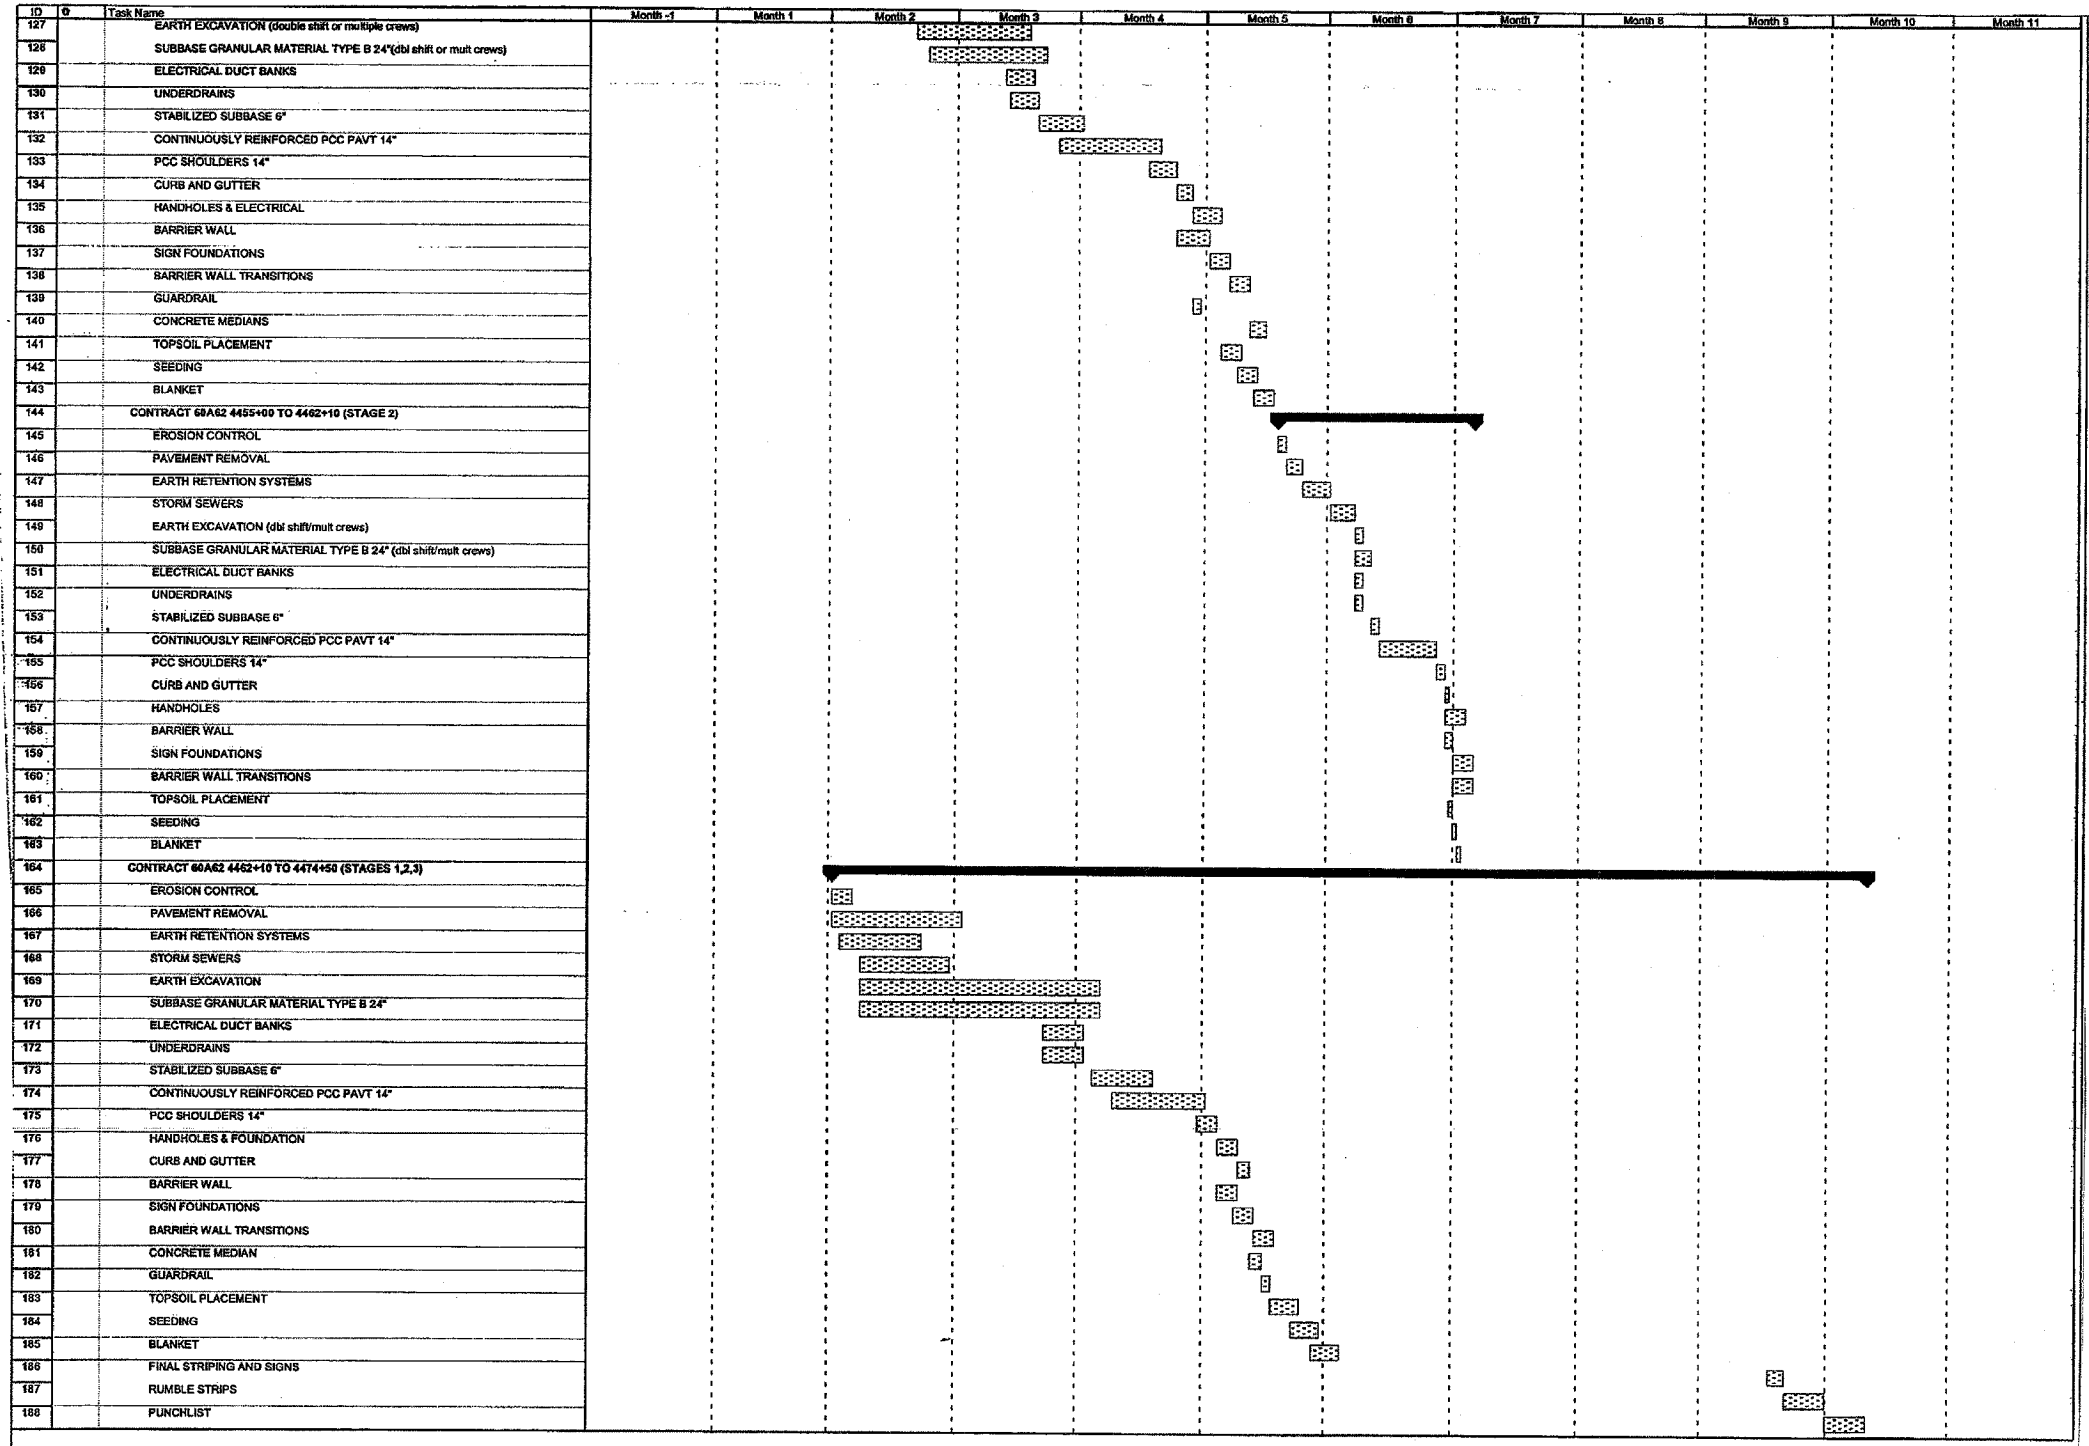 ID Task Name Month -1 Month 1 Month 2 Month 3 Month 4 Month 5 Month 6 Month 7 Month 8 Month 9 Month 10 Month 11
127 EARTH EXCAVATION (double shift or multiple crews)
128 SUBBASE GRANULAR MATERIAL TYPE B 24"(dbl shift or mult crews)
129 ELECTRICAL DUCT BANKS
130 UNDERDRAINS
131 STABILIZED SUBBASE 6"
132 CONTINUOUSLY REINFORCED PCC PAVT 14"
133 PCC SHOULDERS 14"
134 CURB AND GUTTER
135 HANDHOLES & ELECTRICAL
136 BARRIER WALL
137 SIGN FOUNDATIONS
138 BARRIER WALL TRANSITIONS
139 GUARDRAIL
140 CONCRETE MEDIANS
141 TOPSOIL PLACEMENT
142 SEEDING
143 BLANKET
144 CONTRACT 60A62 4455+00 TO 4462+10 (STAGE 2)
145 EROSION CONTROL
146 PAVEMENT REMOVAL
147 EARTH RETENTION SYSTEMS
148 STORM SEWERS
149 EARTH EXCAVATION (dbl shift/mult crews)
150 SUBBASE GRANULAR MATERIAL TYPE B 24" (dbl shift/mult crews)
151 ELECTRICAL DUCT BANKS
152 UNDERDRAINS
153 STABILIZED SUBBASE 6"
154 CONTINUOUSLY REINFORCED PCC PAVT 14"
155 PCC SHOULDERS 14"
156 CURB AND GUTTER
157 HANDHOLES
158 BARRIER WALL
159 SIGN FOUNDATIONS
160 BARRIER WALL TRANSITIONS
161 TOPSOIL PLACEMENT
162 SEEDING
163 BLANKET
164 CONTRACT 60A62 4462+10 TO 4474+50 (STAGES 1,2,3)
165 EROSION CONTROL
166 PAVEMENT REMOVAL
167 EARTH RETENTION SYSTEMS
168 STORM SEWERS
169 EARTH EXCAVATION
170 SUBBASE GRANULAR MATERIAL TYPE B 24"
171 ELECTRICAL DUCT BANKS
172 UNDERDRAINS
173 STABILIZED SUBBASE 6"
174 CONTINUOUSLY REINFORCED PCC PAVT 14"
175 PCC SHOULDERS 14"
176 HANDHOLES & FOUNDATION
177 CURB AND GUTTER
178 BARRIER WALL
179 SIGN FOUNDATIONS
180 BARRIER WALL TRANSITIONS
181 CONCRETE MEDIAN
182 GUARDRAIL
183 TOPSOIL PLACEMENT
184 SEEDING
185 BLANKET
186 FINAL STRIPING AND SIGNS
187 RUMBLE STRIPS
188 PUNCHLIST